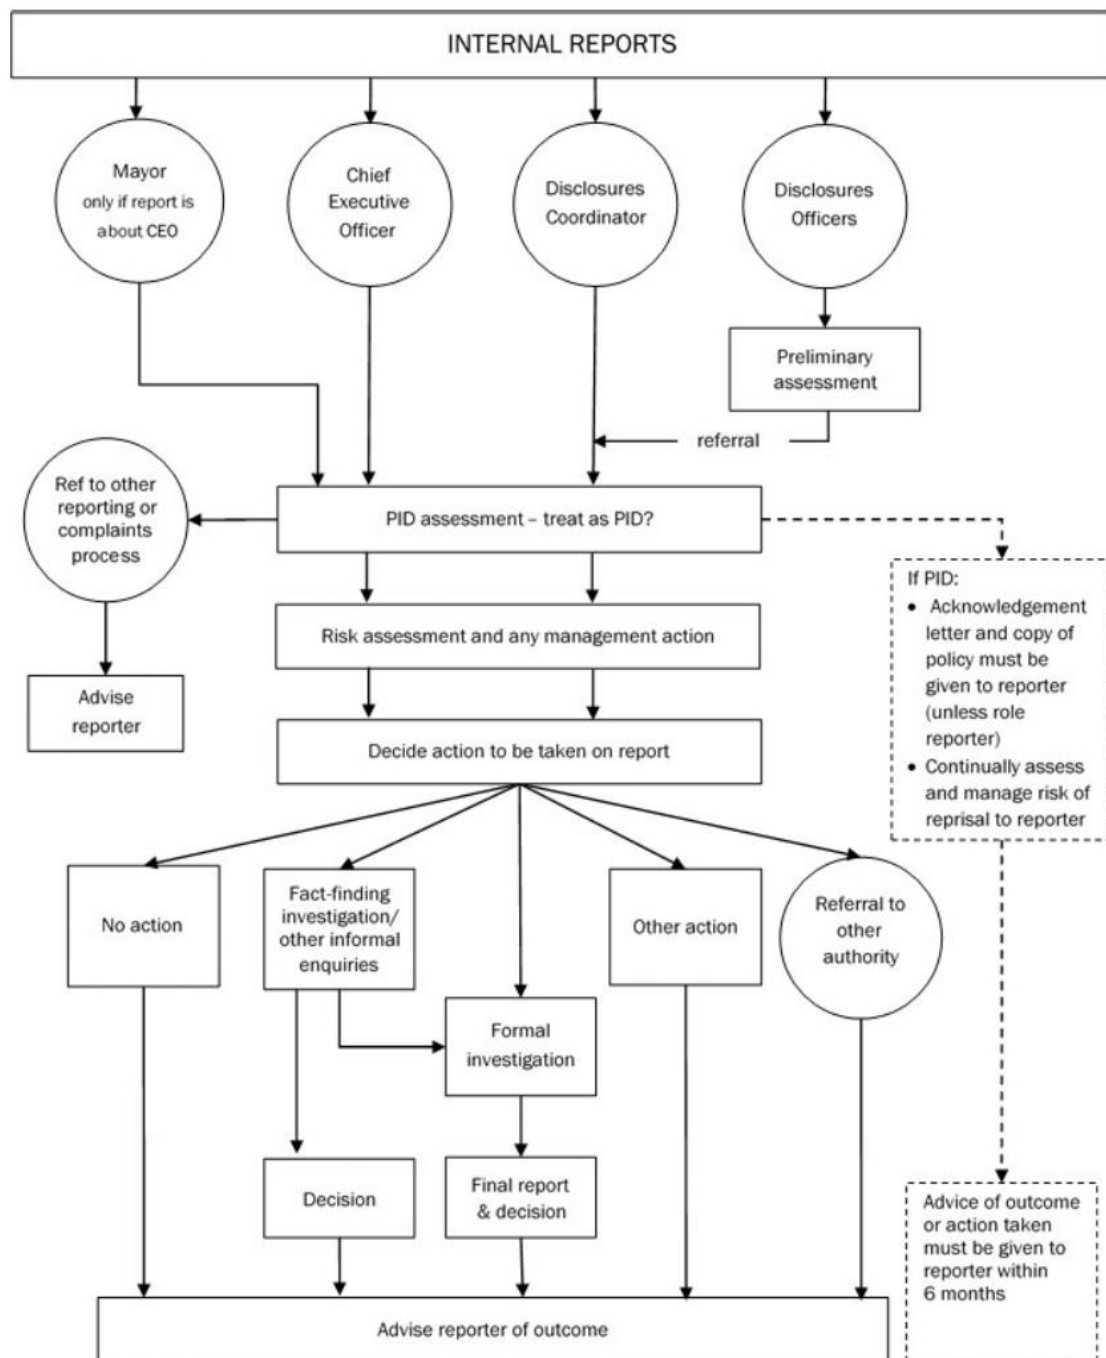 INTERNAL REPORTS
Mayor
only if report is
about CEO
Chief
Executive
Officer
Disclosures
Coordinator
Disclosures
Officers
Preliminary
assessment
referral
Ref to other
reporting or
complaints
process
PID assessment – treat as PID?
If PID:
• Acknowledgement
letter and copy of
policy must be
given to reporter
(unless role
reporter)
• Continually assess
and manage risk of
reprisal to reporter
Risk assessment and any management action
Advise
reporter
Decide action to be taken on report
No action
Fact-finding
investigation/
other informal
enquiries
Other action
Referral to
other
authority
Formal
investigation
Decision
Final report
& decision
Advice of outcome
or action taken
must be given to
reporter within
6 months
Advise reporter of outcome